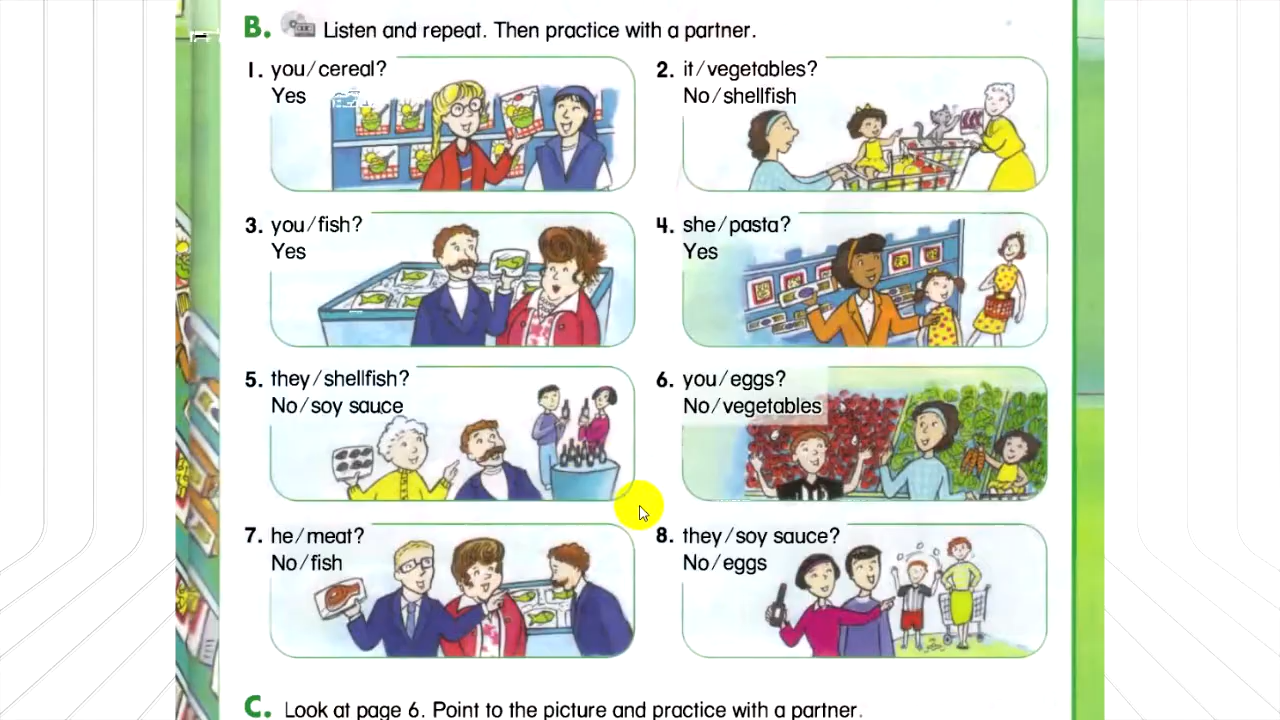 B. Listen and repeat. Then practice with a partner.
1. you/cereal?
Yes
2. it/vegetables?
No/shellfish
3. you/fish?
Yes
4. she/pasta?
Yes
5. they/shellfish?
No/soy sauce
6. you/eggs?
No/vegetables
7. he/meat?
No/fish
8. they/soy sauce?
No/eggs
C. Look at page 6. Point to the picture and practice with a partner.